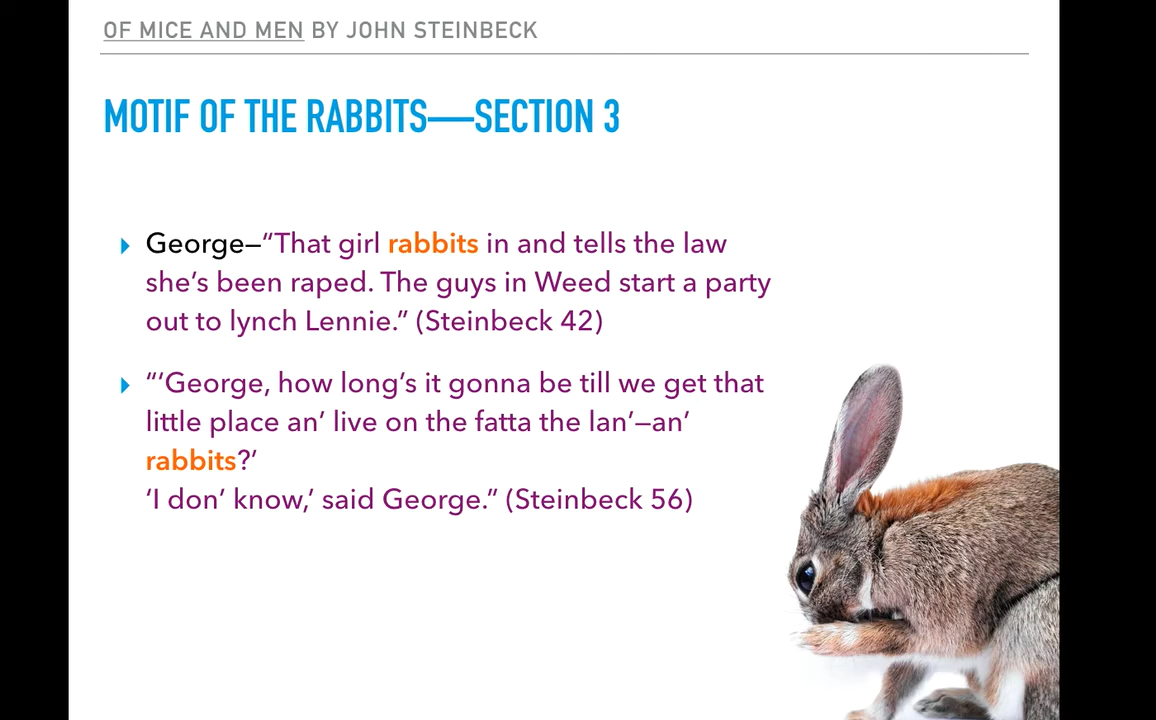 OF MICE AND MEN BY JOHN STEINBECK
MOTIF OF THE RABBITS—SECTION 3
George—“That girl rabbits in and tells the law
she’s been raped. The guys in Weed start a party
out to lynch Lennie.” (Steinbeck 42)
“‘George, how long’s it gonna be till we get that
little place an’ live on the fatta the lan’—an’
rabbits?’
‘I don’ know,’ said George.” (Steinbeck 56)